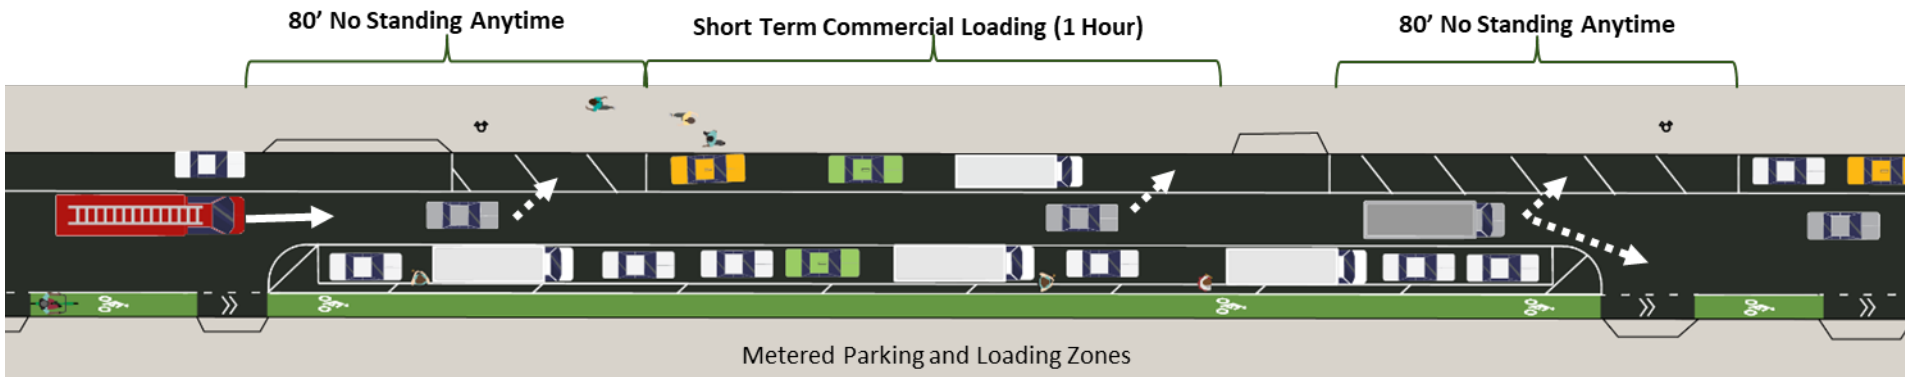 80’ No Standing Anytime
Short Term Commercial Loading (1 Hour)
80’ No Standing Anytime
Metered Parking and Loading Zones